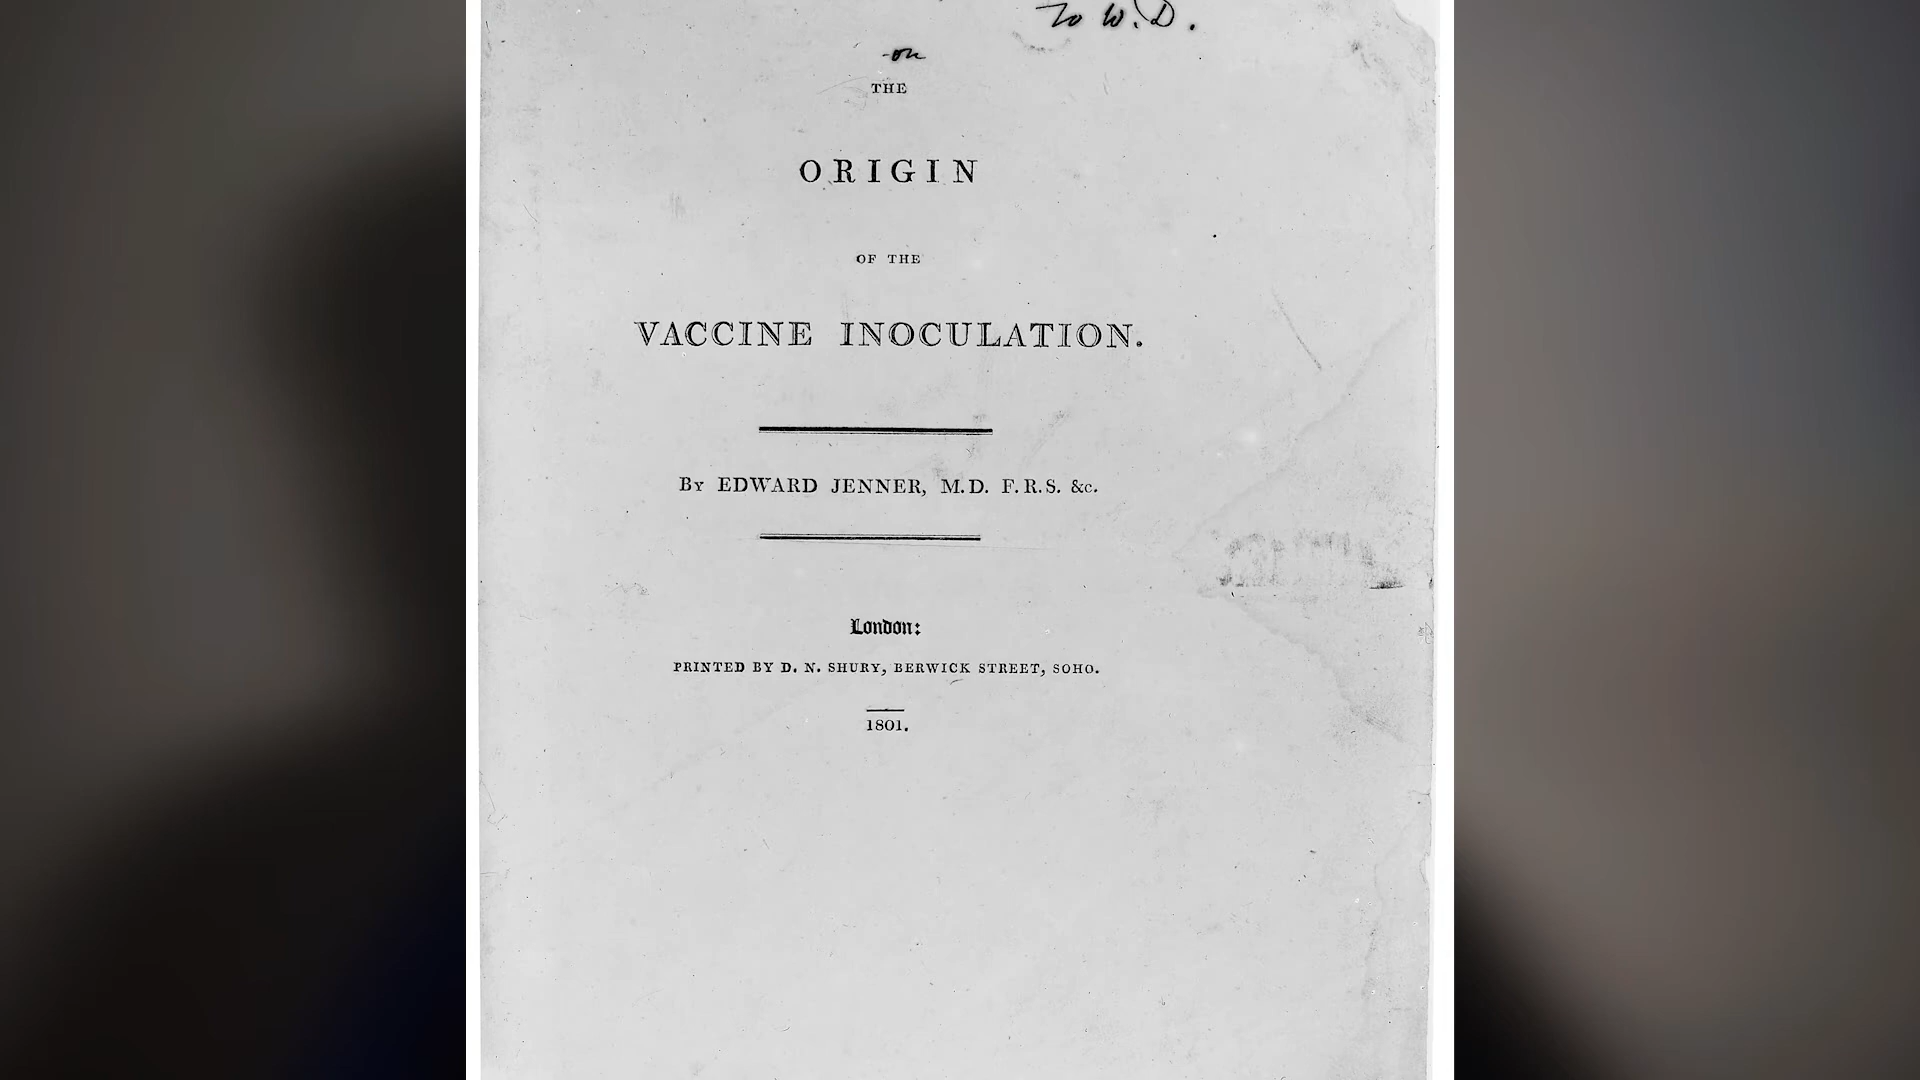 To W.D.
on
THE
ORIGIN
OF THE
VACCINE INOCULATION.
By EDWARD JENNER, M.D. F.R.S. &c.
London:
PRINTED BY D. N. SHURY, BERWICK STREET, SOHO.
1801.